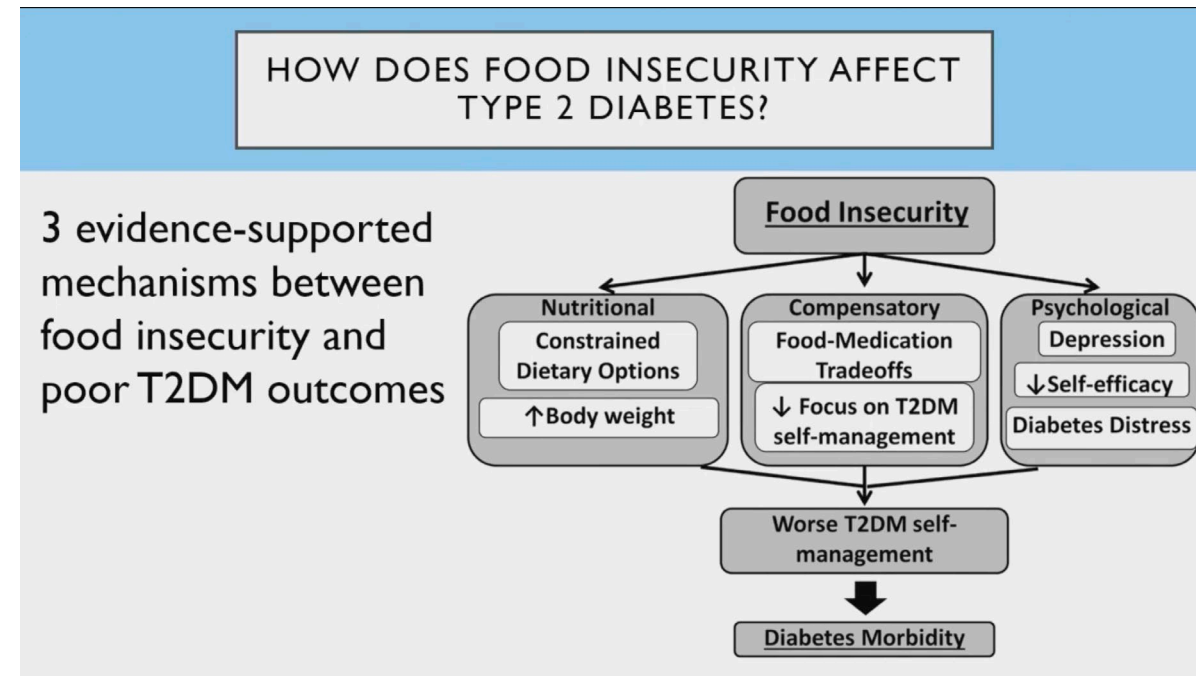 HOW DOES FOOD INSECURITY AFFECT
TYPE 2 DIABETES?
3 evidence-supported
mechanisms between
food insecurity and
poor T2DM outcomes
Food Insecurity
Nutritional
Constrained
Dietary Options
↑Body weight
Compensatory
Food-Medication
Tradeoffs
↓ Focus on T2DM
self-management
Psychological
Depression
↓Self-efficacy
Diabetes Distress
Worse T2DM self-
management
Diabetes Morbidity